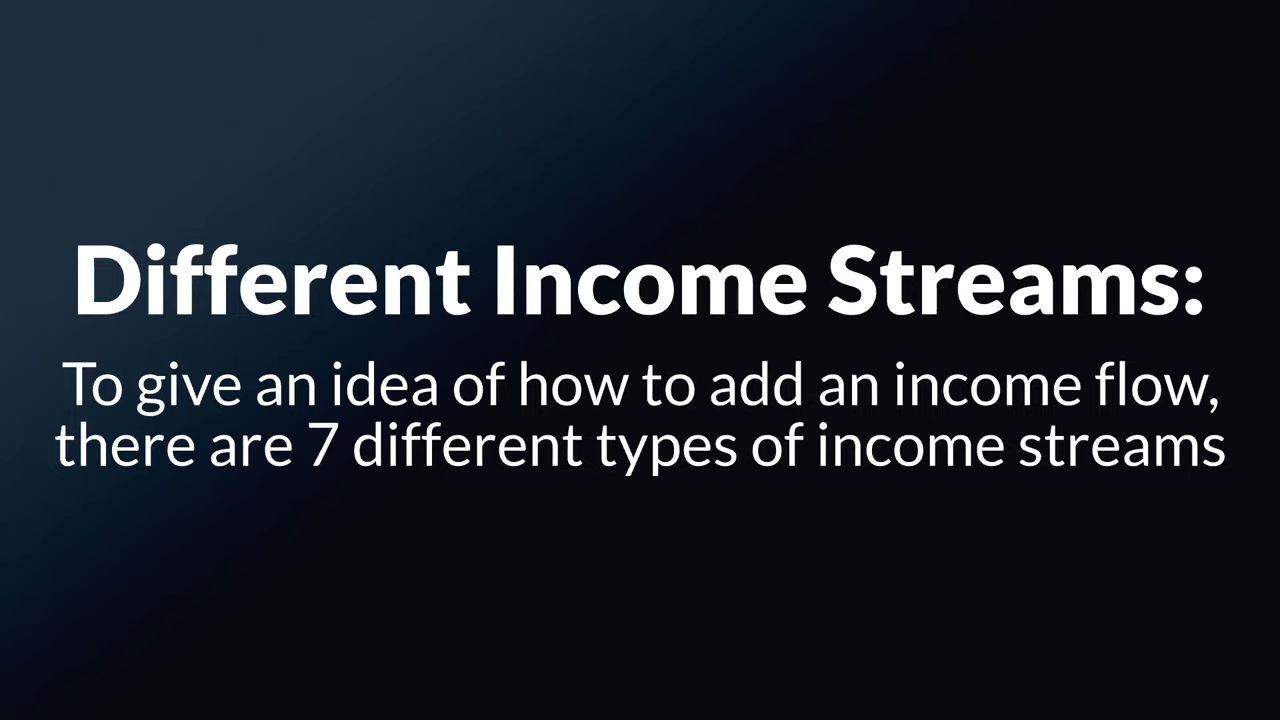 Different Income Streams:
To give an idea of how to add an income flow,
there are 7 different types of income streams